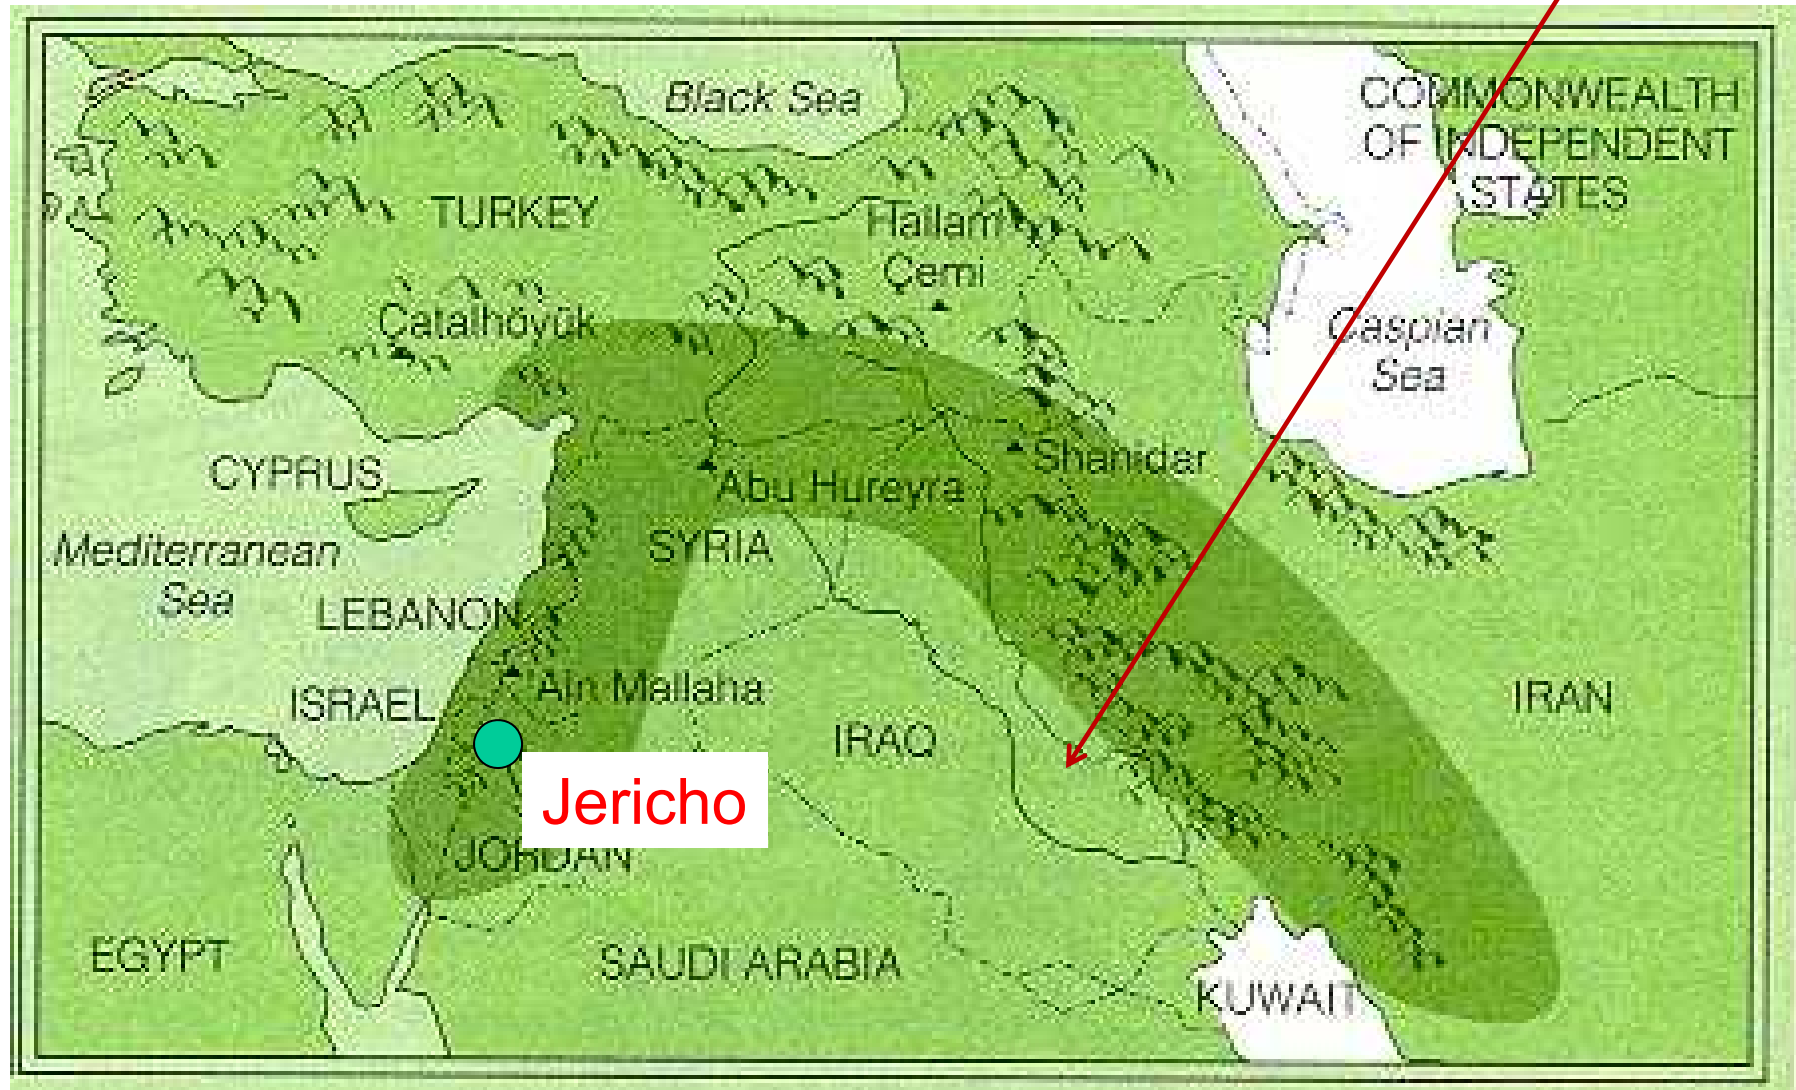 Black Sea
COMMONWEALTH
OF INDEPENDENT
STATES
TURKEY
Hallam
Çemi
Çatalhöyük
Caspian
Sea
CYPRUS
Shanidar
Abu Hureyra
Mediterranean
Sea
SYRIA
LEBANON
ISRAEL
Ain Mallaha
IRAQ
IRAN
Jericho
JORDAN
EGYPT
SAUDI ARABIA
KUWAIT